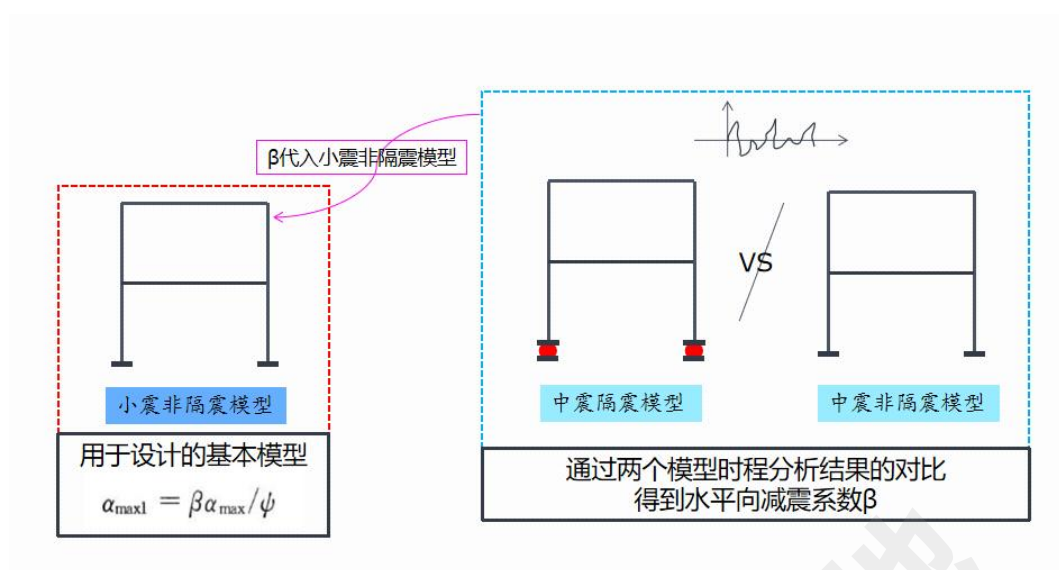 β代入小震非隔震模型
VS
小震非隔震模型
中震隔震模型
中震非隔震模型
用于设计的基本模型
αmax1 = βαmax/ψ
通过两个模型时程分析结果的对比
得到水平向减震系数β